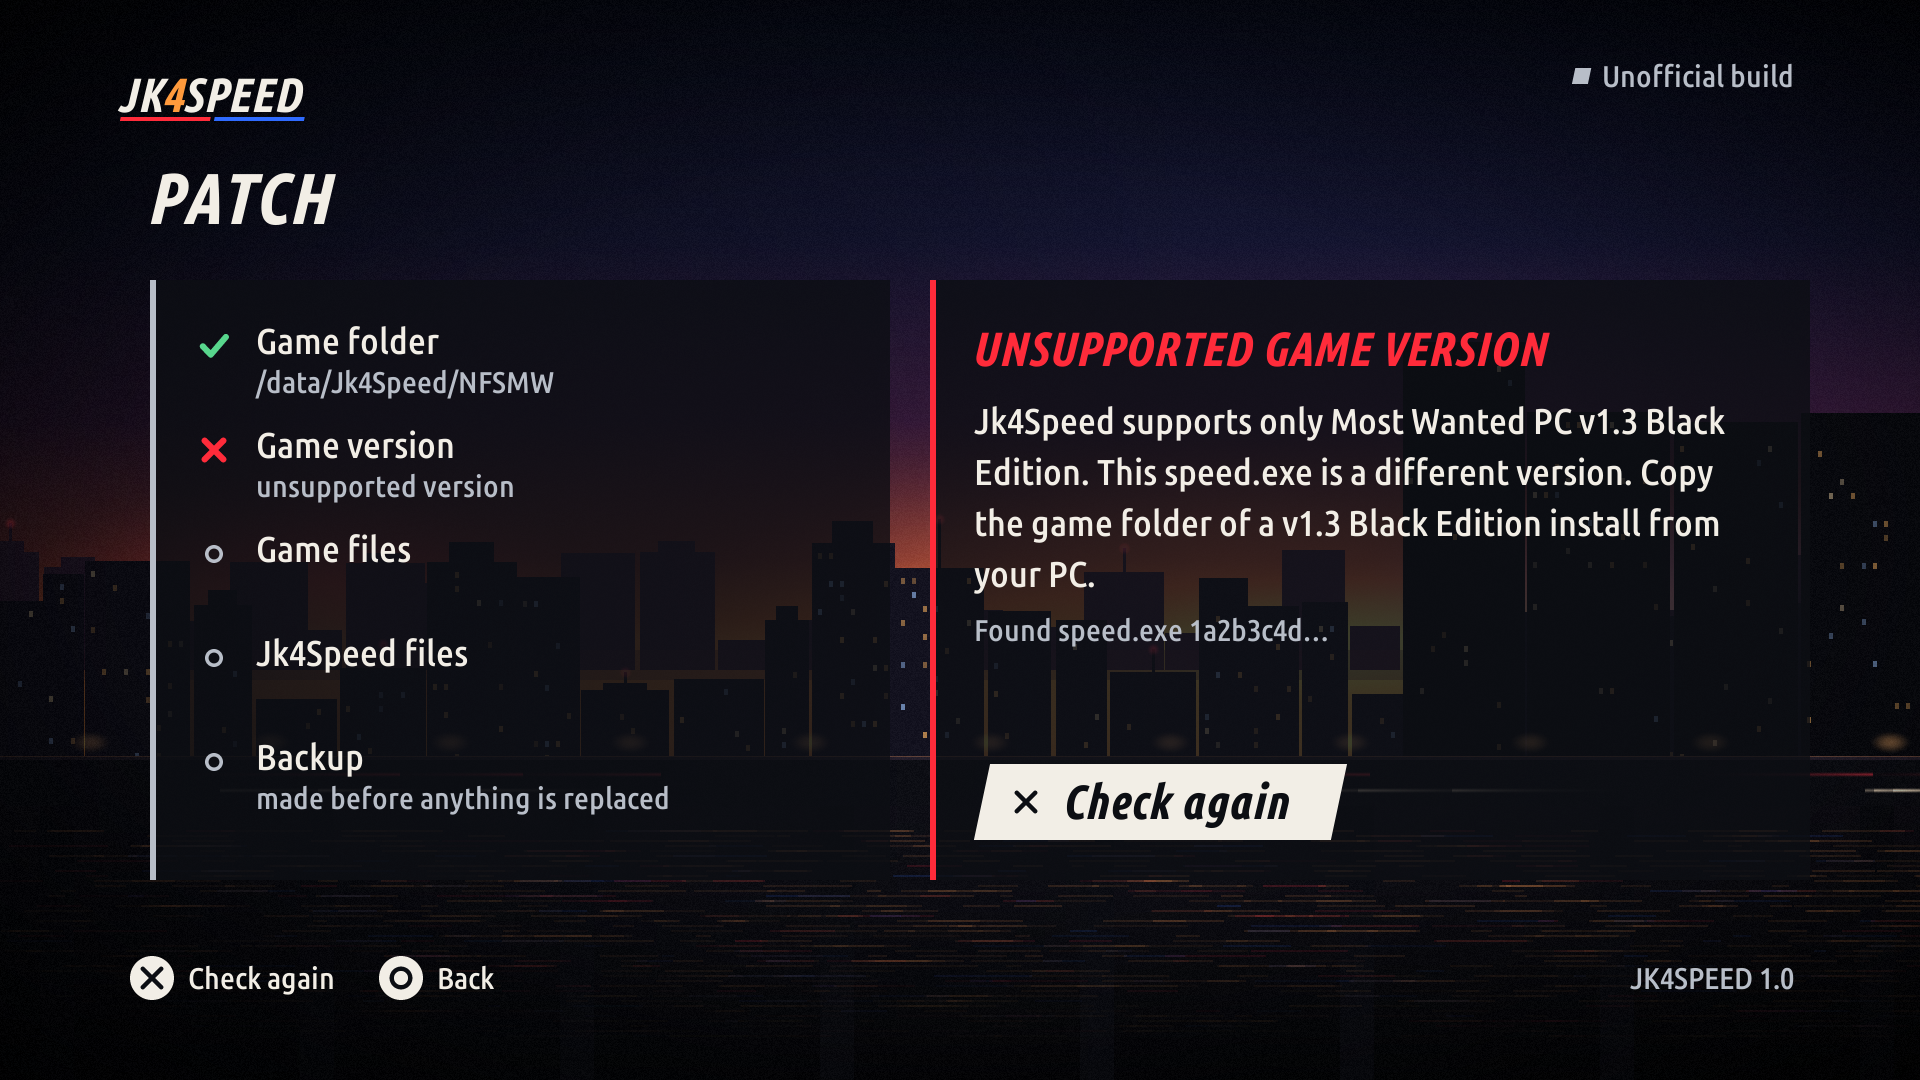 JK4SPEED
Unofficial build
PATCH
Game folder
/data/Jk4Speed/NFSMW
Game version
unsupported version
Game files
Jk4Speed files
Backup
made before anything is replaced
UNSUPPORTED GAME VERSION
Jk4Speed supports only Most Wanted PC v1.3 Black
Edition. This speed.exe is a different version. Copy
the game folder of a v1.3 Black Edition install from
your PC.
Found speed.exe 1a2b3c4d...
Check again
Check again
Back
JK4SPEED 1.0